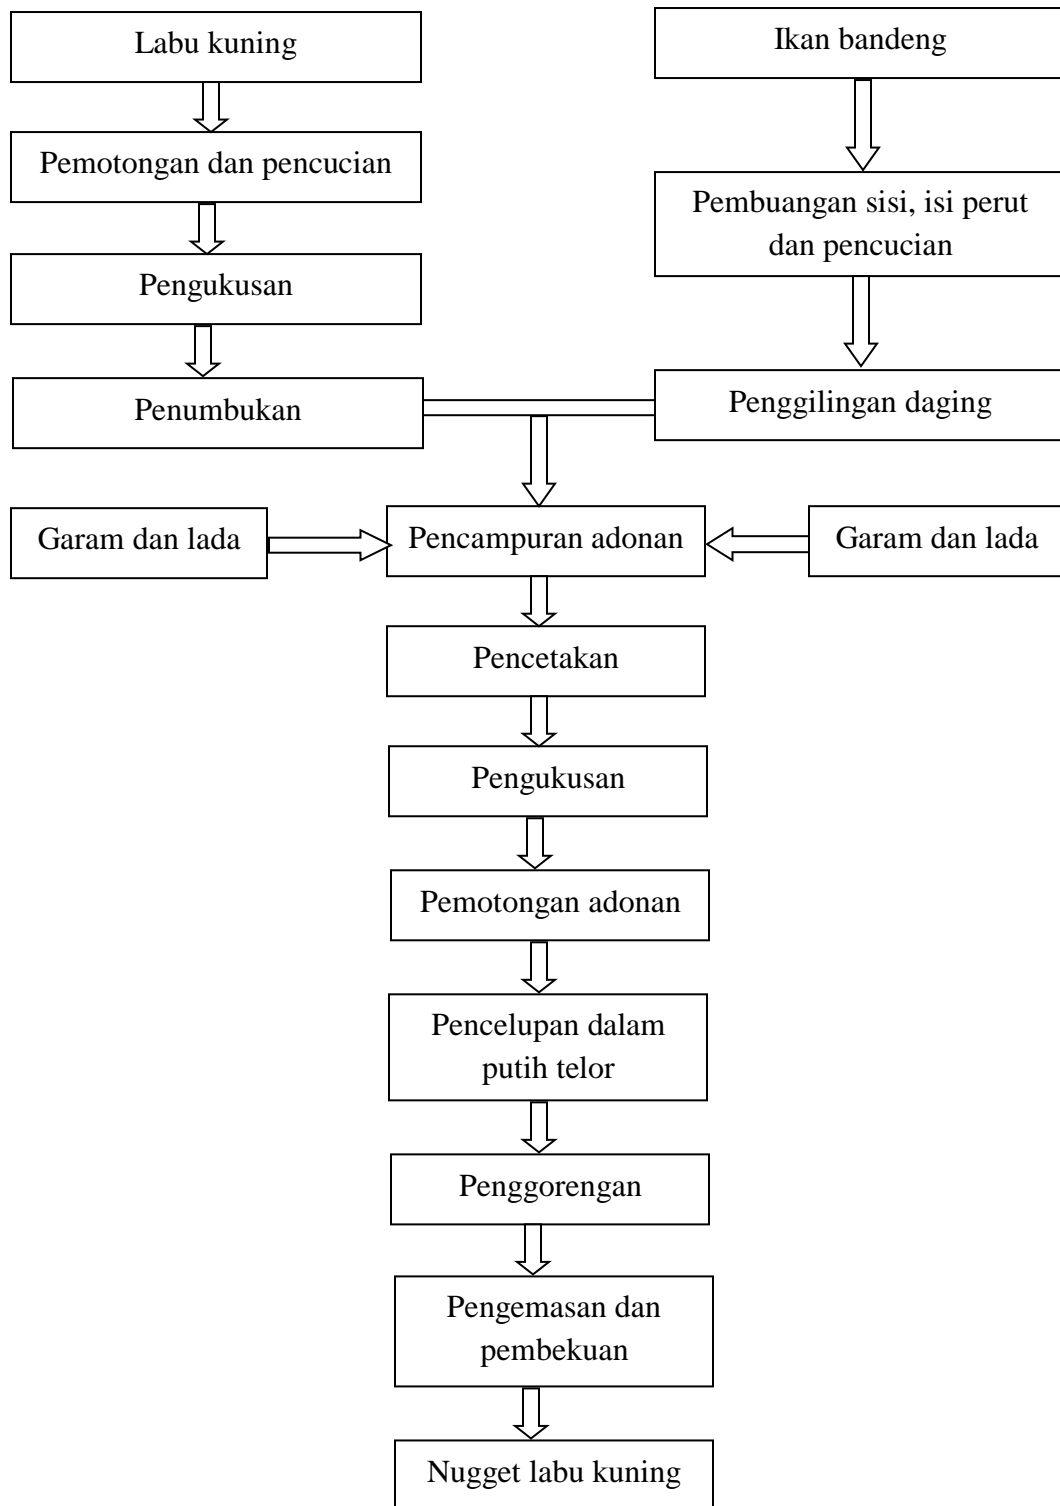 Labu kuning
Ikan bandeng
Pemotongan dan pencucian
Pembuangan sisi, isi perut
dan pencucian
Pengukusan
Penumbukan
Penggilingan daging
Garam dan lada
Pencampuran adonan
Garam dan lada
Pencetakan
Pengukusan
Pemotongan adonan
Pencelupan dalam
putih telor
Penggorengan
Pengemasan dan
pembekuan
Nugget labu kuning